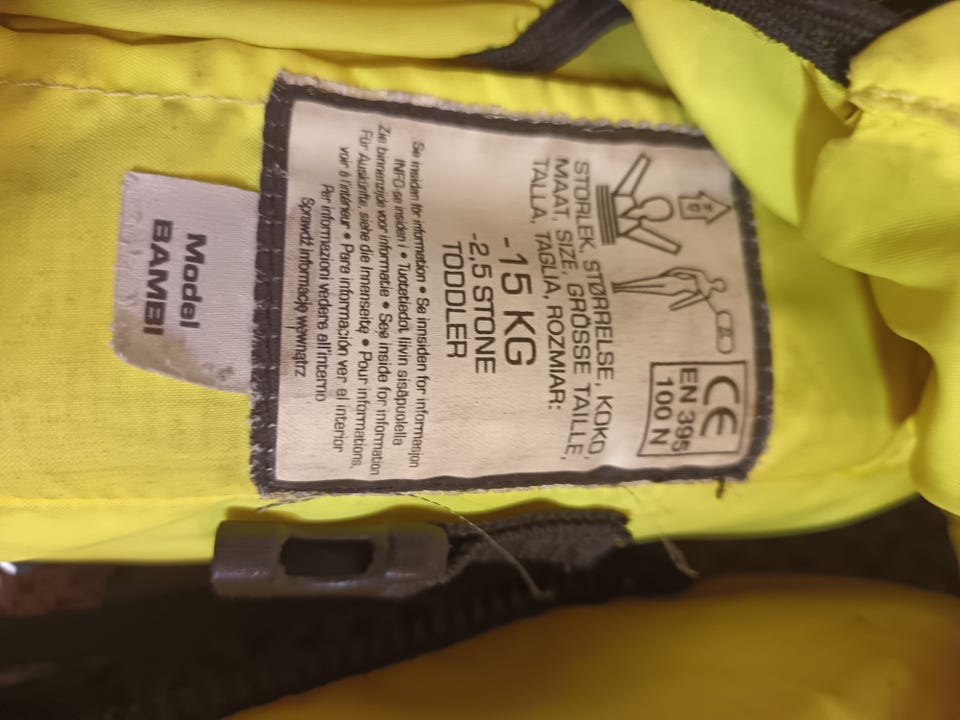 CE
EN 395
100 N
STORLEK, STØRRELSE, KOKO,
MAAT, SIZE, GRÖSSE TAILLE,
TALLA, TAGLIA, ROZMIAR:
- 15 KG
-2,5 STONE
TODDLER
Se insidan för information • Se innsiden for informasjon
INFO-se insiden i • Tuotetiedot, livin sisäpuolella
Zie binnenzijde voor informatie • See inside for information
Für Auskünfte, siehe die Innenseite • Pour informations,
voir à l'intérieur • Para información ver el interior
Per informazioni vedere all'interno
Sprawdź informację wewnątrz
Model
BAMBI